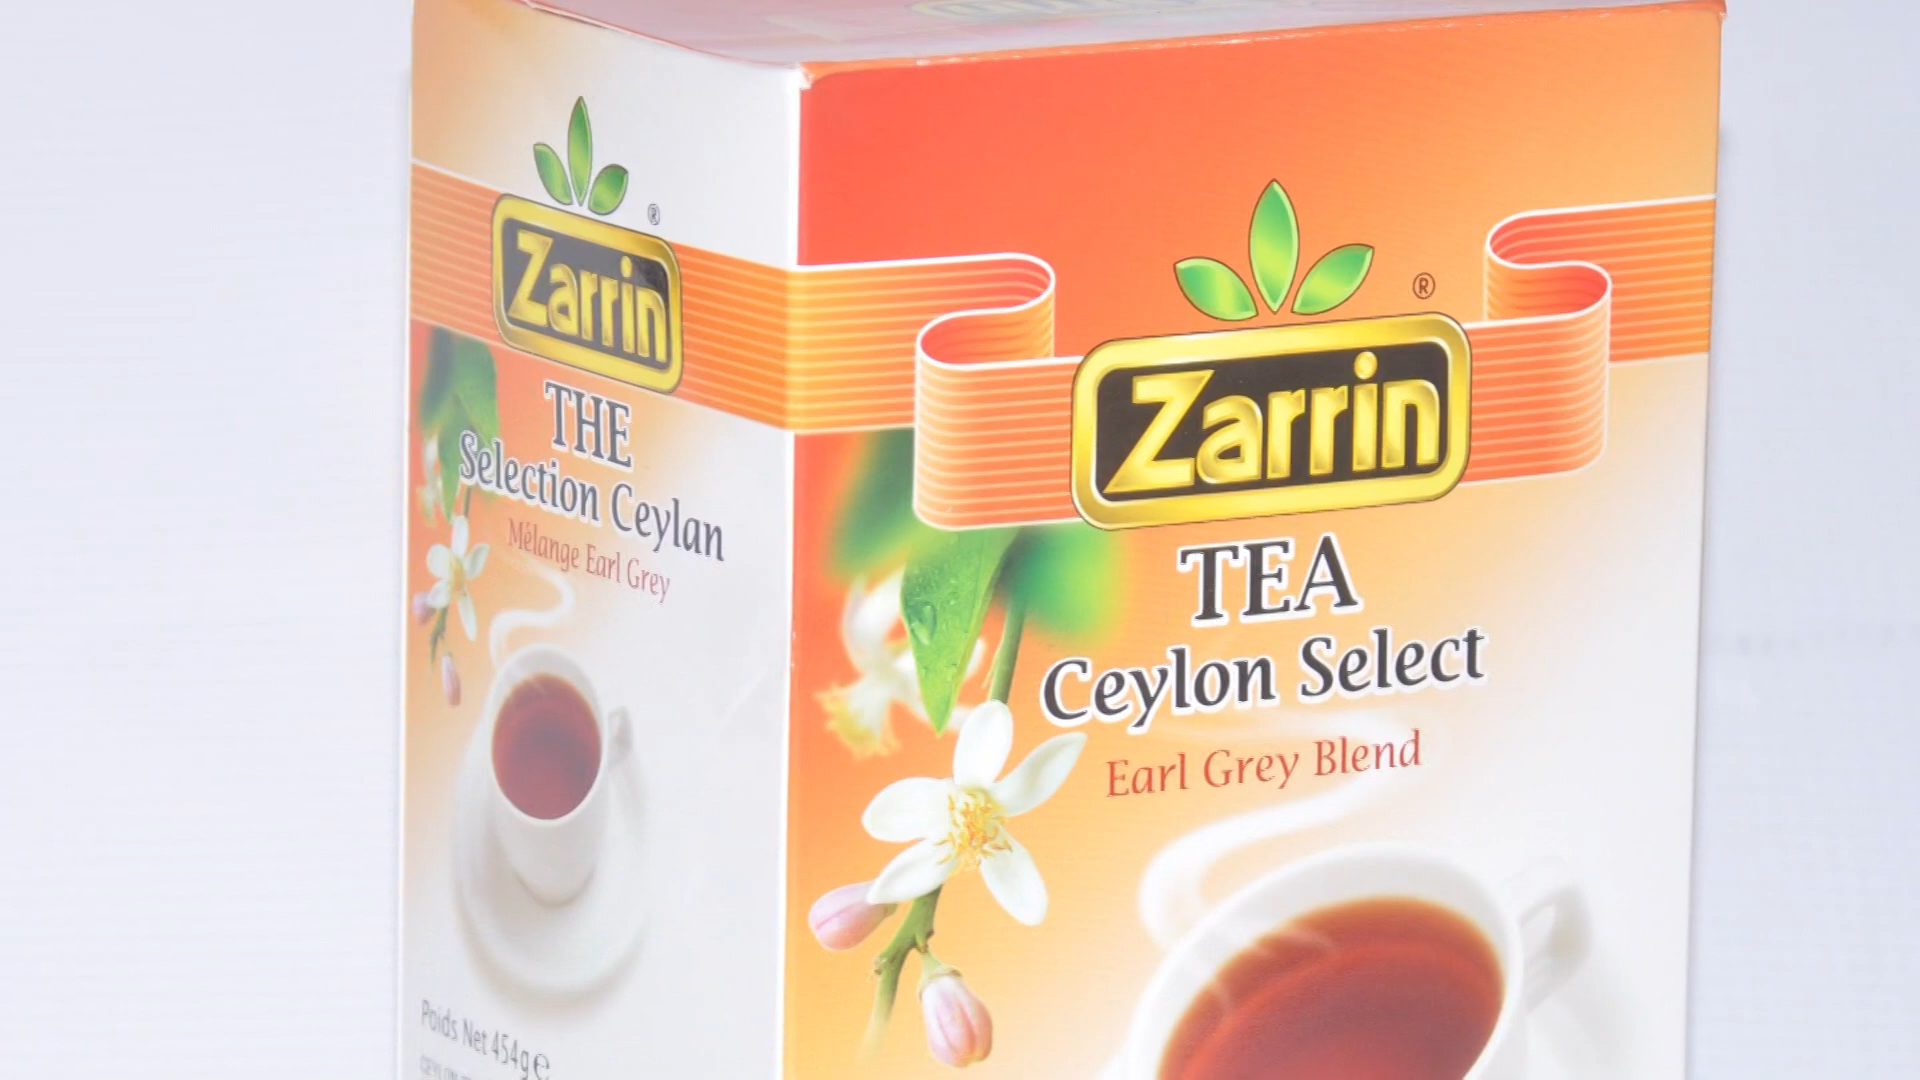 Zarrin
®
THE
Selection Ceylan
Mélange Earl Grey
Poids Net 454g ℮
Zarrin
®
TEA
Ceylon Select
Earl Grey Blend